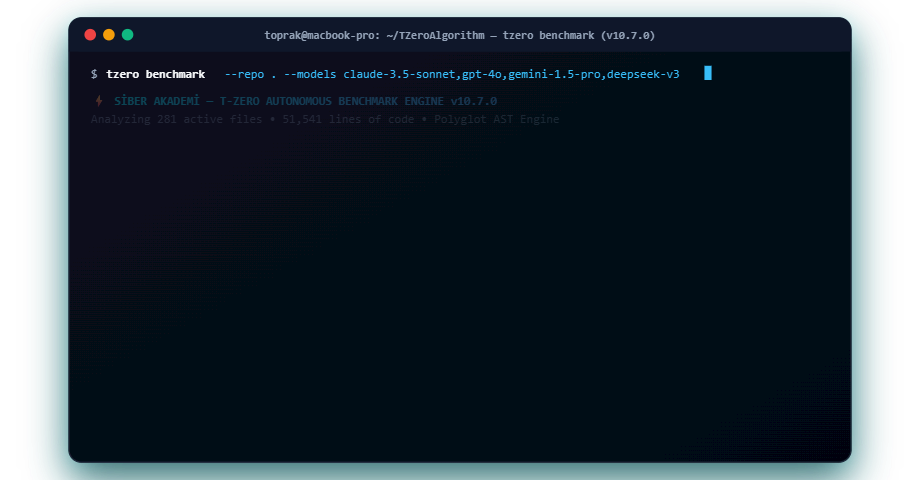 toprak@macbook-pro: ~/TZeroAlgorithm — tzero benchmark (v10.7.0)
$ tzero benchmark --repo . --models claude-3.5-sonnet,gpt-4o,gemini-1.5-pro,deepseek-v3
⚡ SİBER AKADEMİ — T-ZERO AUTONOMOUS BENCHMARK ENGINE v10.7.0
Analyzing 281 active files • 51,541 lines of code • Polyglot AST Engine